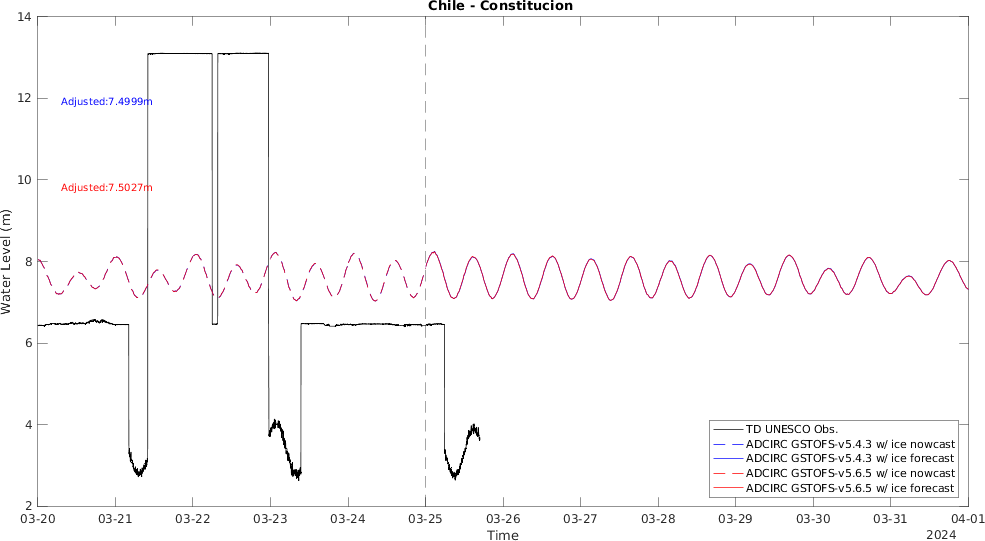 Chile - Constitucion
14
12
10
8
6
4
2
Water Level (m)
Adjusted:7.4999m
Adjusted:7.5027m
TD UNESCO Obs.
ADCIRC GSTOFS-v5.4.3 w/ ice nowcast
ADCIRC GSTOFS-v5.4.3 w/ ice forecast
ADCIRC GSTOFS-v5.6.5 w/ ice nowcast
ADCIRC GSTOFS-v5.6.5 w/ ice forecast
03-20 03-21 03-22 03-23 03-24 03-25 03-26 03-27 03-28 03-29 03-30 03-31 04-01
Time 2024